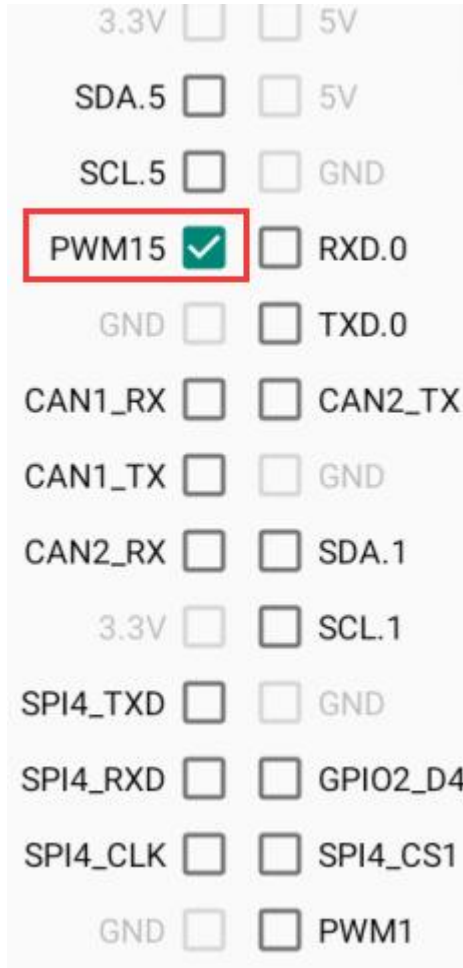 3.3V 5V
SDA.5 5V
SCL.5 GND
PWM15 RXD.0
GND TXD.0
CAN1_RX CAN2_TX
CAN1_TX GND
CAN2_RX SDA.1
3.3V SCL.1
SPI4_TXD GND
SPI4_RXD GPIO2_D4
SPI4_CLK SPI4_CS1
GND PWM1